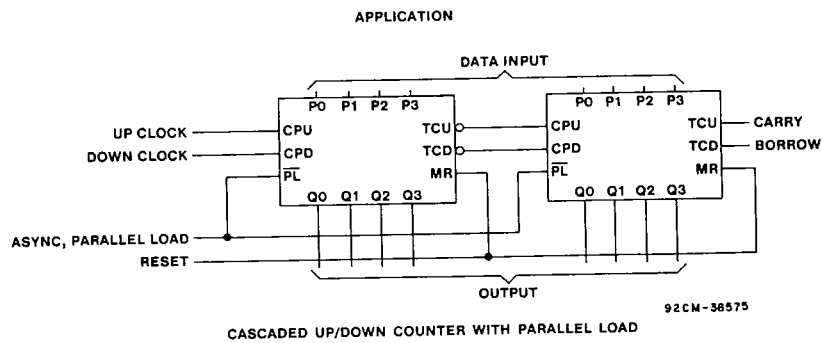 APPLICATION
DATA INPUT
P0 P1 P2 P3
P0 P1 P2 P3
UP CLOCK
CPU
TCU
CPU
TCU
CARRY
DOWN CLOCK
CPD
TCD
CPD
TCD
BORROW
PL
MR
PL
MR
Q0 Q1 Q2 Q3
Q0 Q1 Q2 Q3
ASYNC, PARALLEL LOAD
RESET
OUTPUT
92CM-38575
CASCADED UP/DOWN COUNTER WITH PARALLEL LOAD